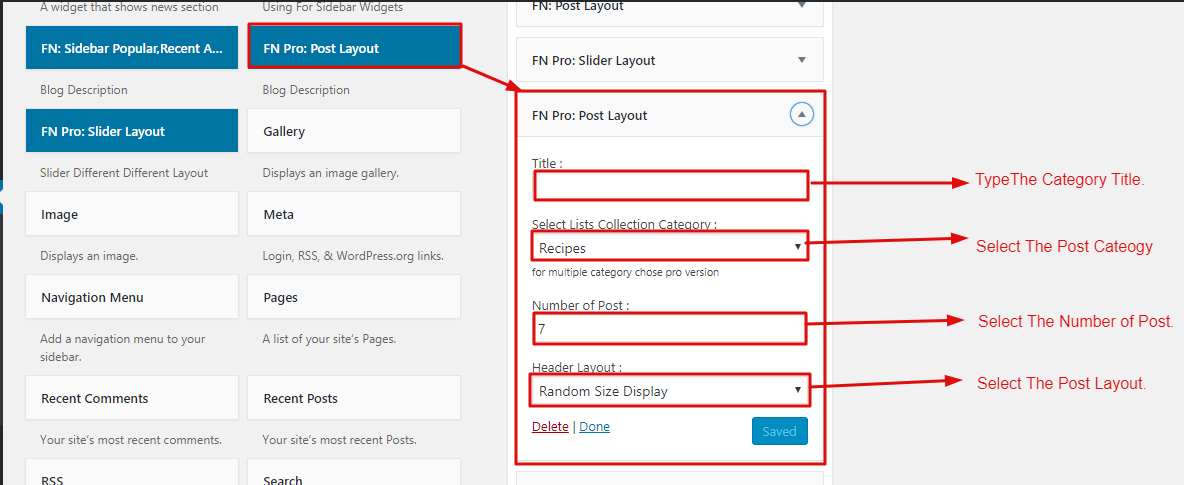 A widget that shows news section
Using For Sidebar Widgets
FN: Post Layout
FN: Sidebar Popular,Recent A...
FN Pro: Post Layout
FN Pro: Slider Layout
Blog Description
Blog Description
FN Pro: Post Layout
FN Pro: Slider Layout
Gallery
Title :
Slider Different Different Layout
Displays an image gallery.
TypeThe Category Title.
Image
Meta
Select Lists Collection Category :
Recipes
Select The Post Cateogy
Displays an image.
Login, RSS, & WordPress.org links.
for multiple category chose pro version
Navigation Menu
Pages
Number of Post :
7
Select The Number of Post.
Add a navigation menu to your
sidebar.
A list of your site's Pages.
Header Layout :
Random Size Display
Select The Post Layout.
Recent Comments
Recent Posts
Delete | Done
Saved
Your site's most recent comments.
Your site's most recent Posts.
RSS
Search